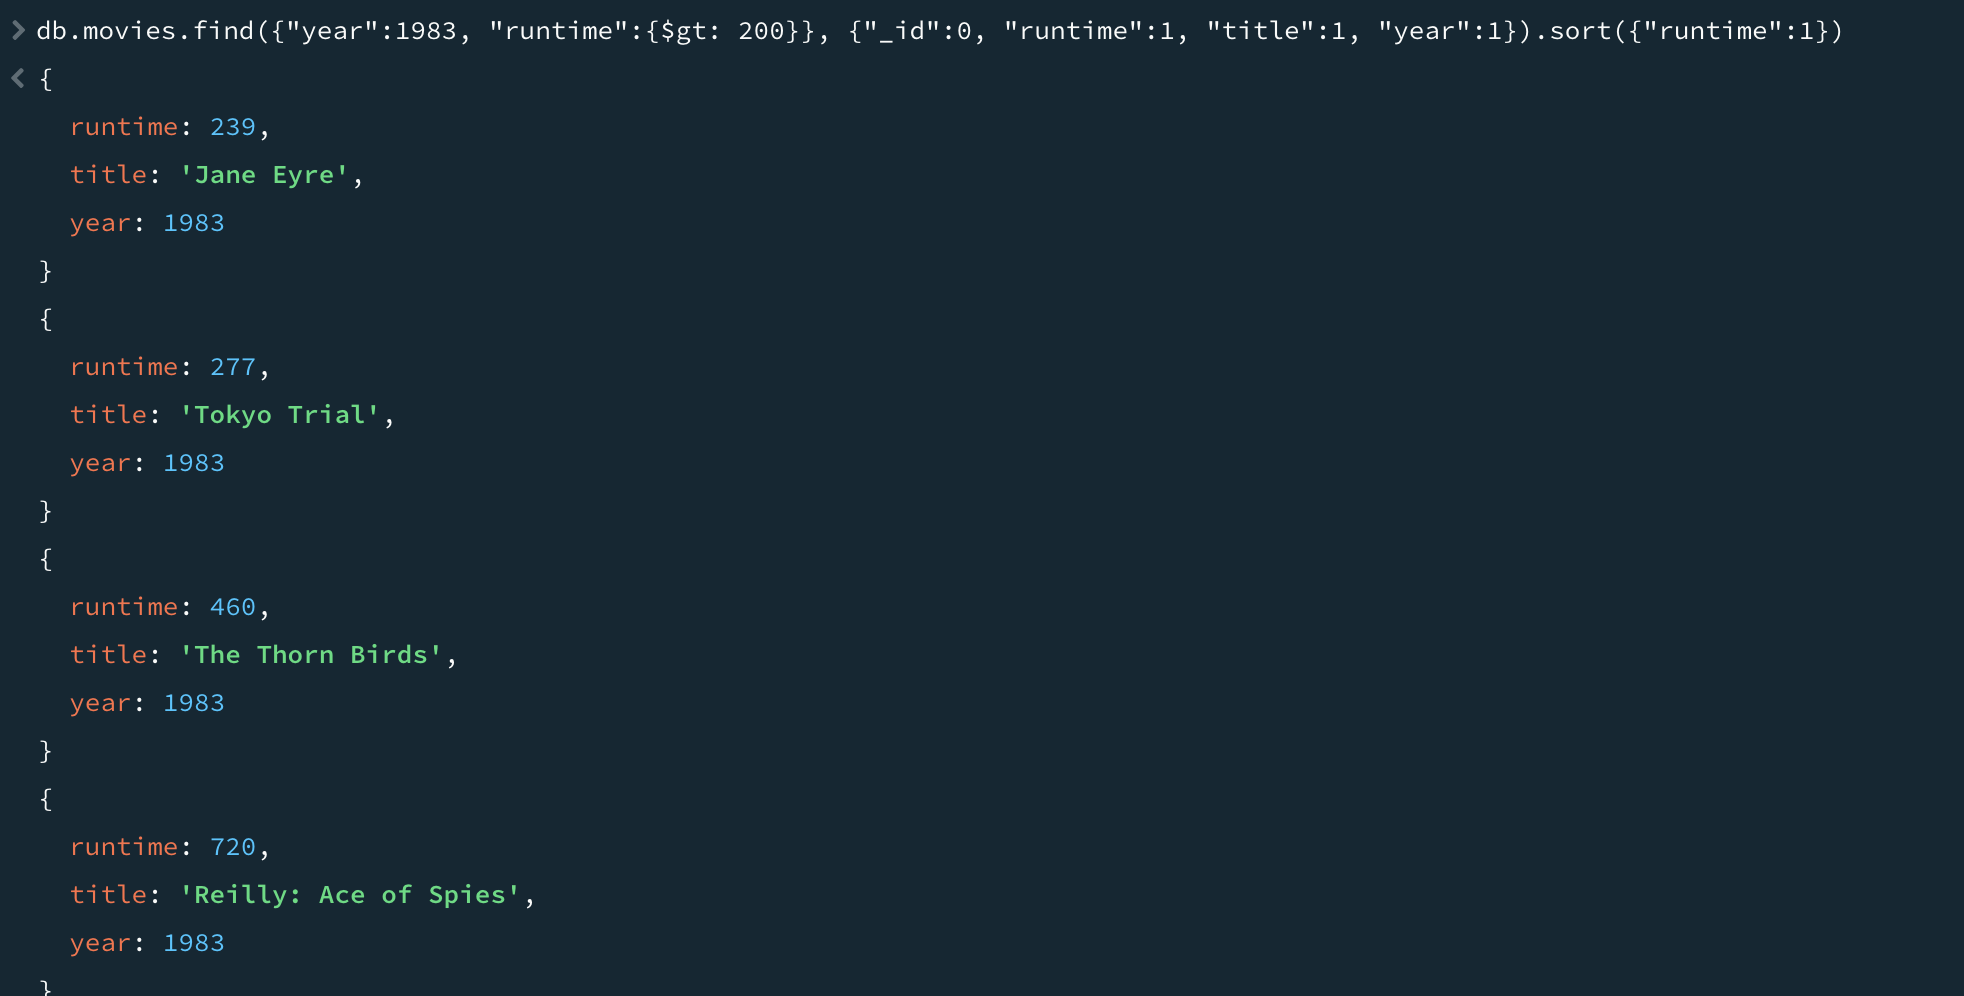 > db.movies.find({"year":1983, "runtime":{$gt: 200}}, {"_id":0, "runtime":1, "title":1, "year":1}).sort({"runtime":1})
< {
runtime: 239,
title: 'Jane Eyre',
year: 1983
}
{
runtime: 277,
title: 'Tokyo Trial',
year: 1983
}
{
runtime: 460,
title: 'The Thorn Birds',
year: 1983
}
{
runtime: 720,
title: 'Reilly: Ace of Spies',
year: 1983
}